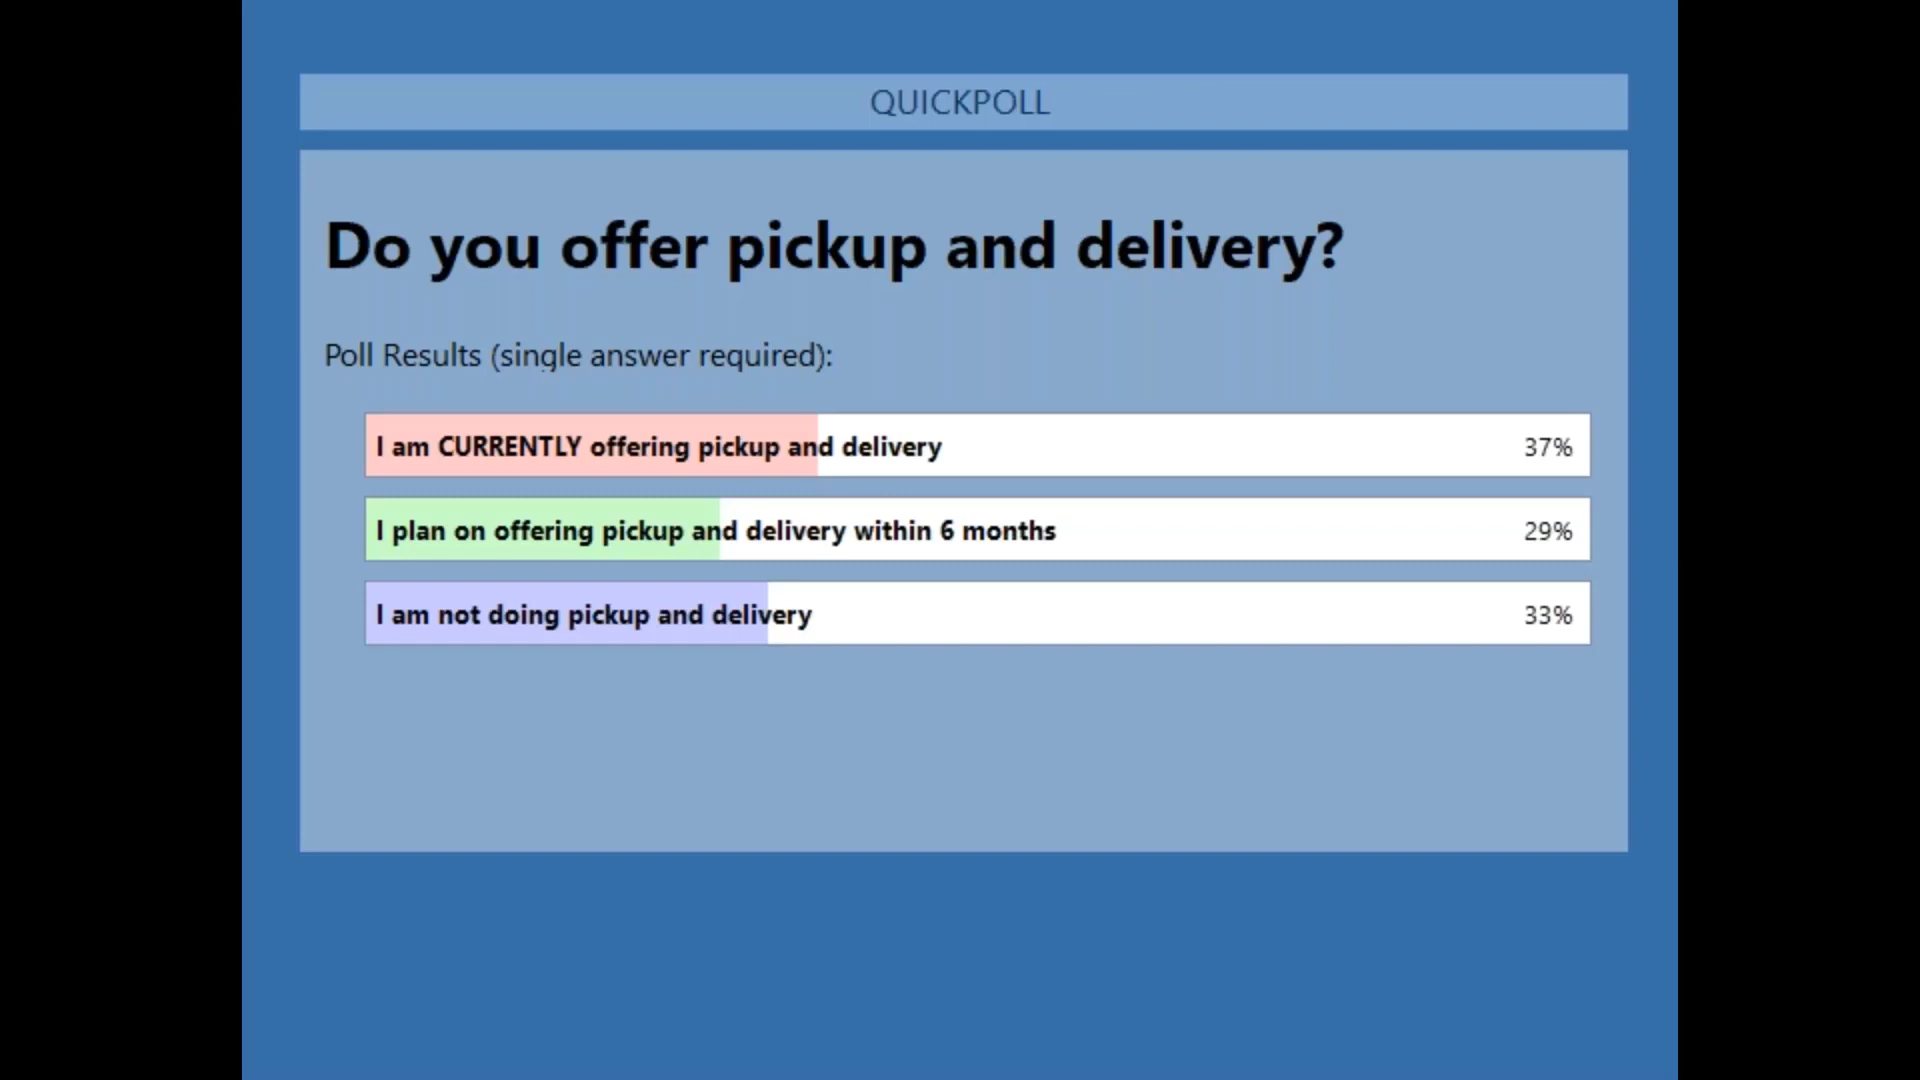 QUICKPOLL
Do you offer pickup and delivery?
Poll Results (single answer required):
I am CURRENTLY offering pickup and delivery 37%
I plan on offering pickup and delivery within 6 months 29%
I am not doing pickup and delivery 33%